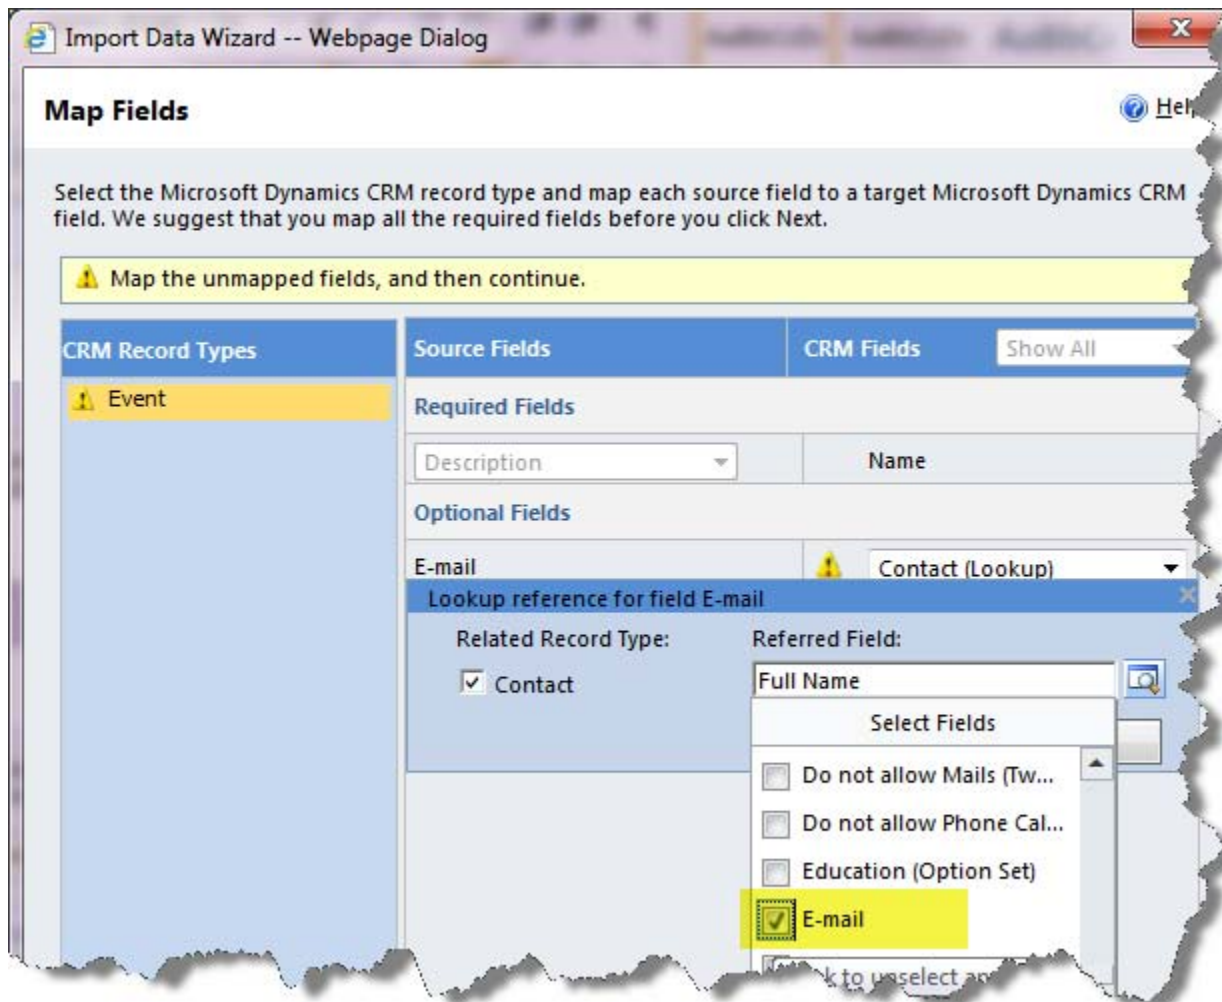 Import Data Wizard -- Webpage Dialog
Map Fields
Select the Microsoft Dynamics CRM record type and map each source field to a target Microsoft Dynamics CRM
field. We suggest that you map all the required fields before you click Next.
Map the unmapped fields, and then continue.
CRM Record Types
Source Fields
CRM Fields
Show All
Event
Required Fields
Description
Name
Optional Fields
E-mail
Contact (Lookup)
Lookup reference for field E-mail
Related Record Type:
Referred Field:
Contact
Full Name
Select Fields
Do not allow Mails (Tw...
Do not allow Phone Cal...
Education (Option Set)
E-mail
to unselect